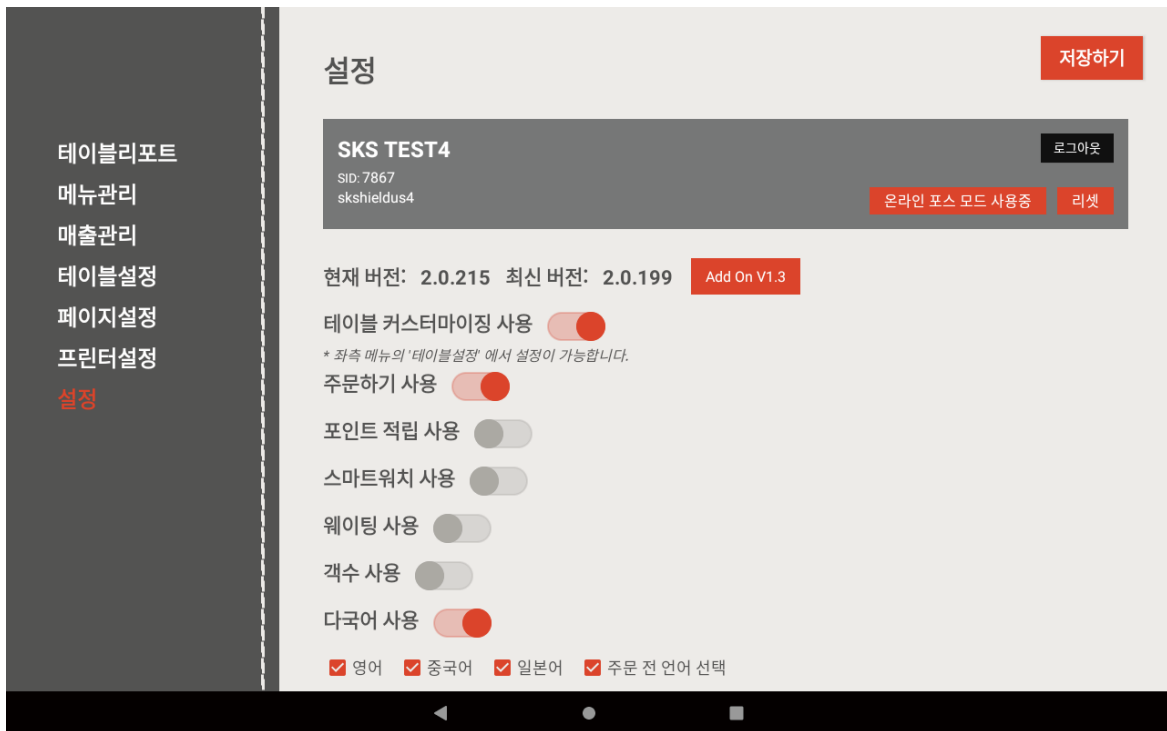 설정
저장하기
테이블리포트
메뉴관리
매출관리
테이블설정
페이지설정
프린터설정
설정
SKS TEST4
로그아웃
SID: 7867
skshieldus4
온라인 포스 모드 사용중 리셋
현재 버전: 2.0.215 최신 버전: 2.0.199 Add On V1.3
테이블 커스터마이징 사용
* 좌측 메뉴의 '테이블설정' 에서 설정이 가능합니다.
주문하기 사용
포인트 적립 사용
스마트워치 사용
웨이팅 사용
객수 사용
다국어 사용
영어 중국어 일본어 주문 전 언어 선택